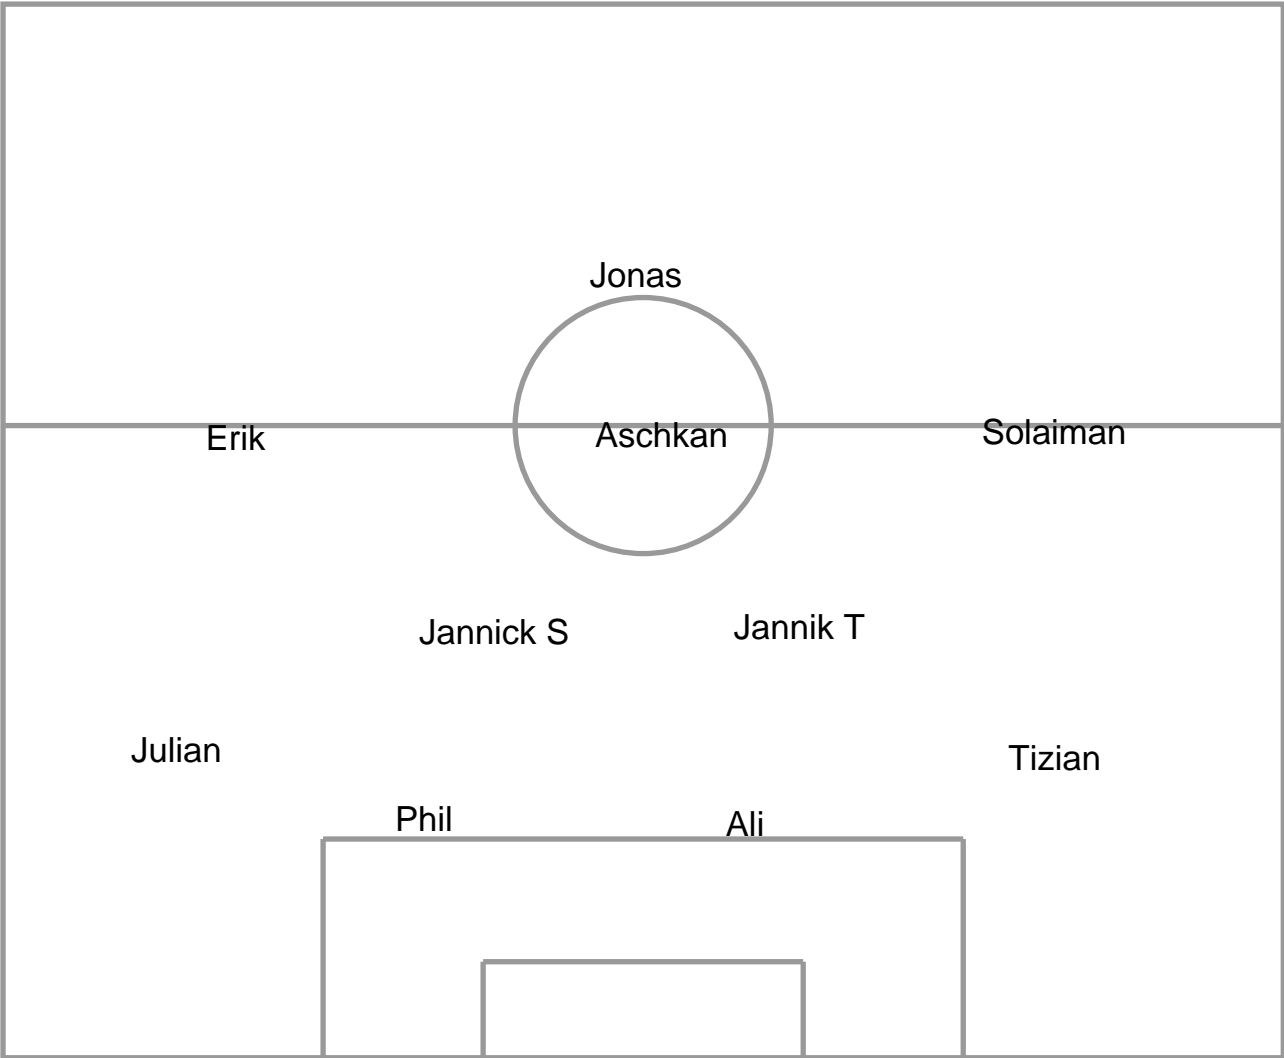 Jonas
Erik Aschkan Solaiman
Jannick S Jannik T
Julian Tizian
Phil Ali